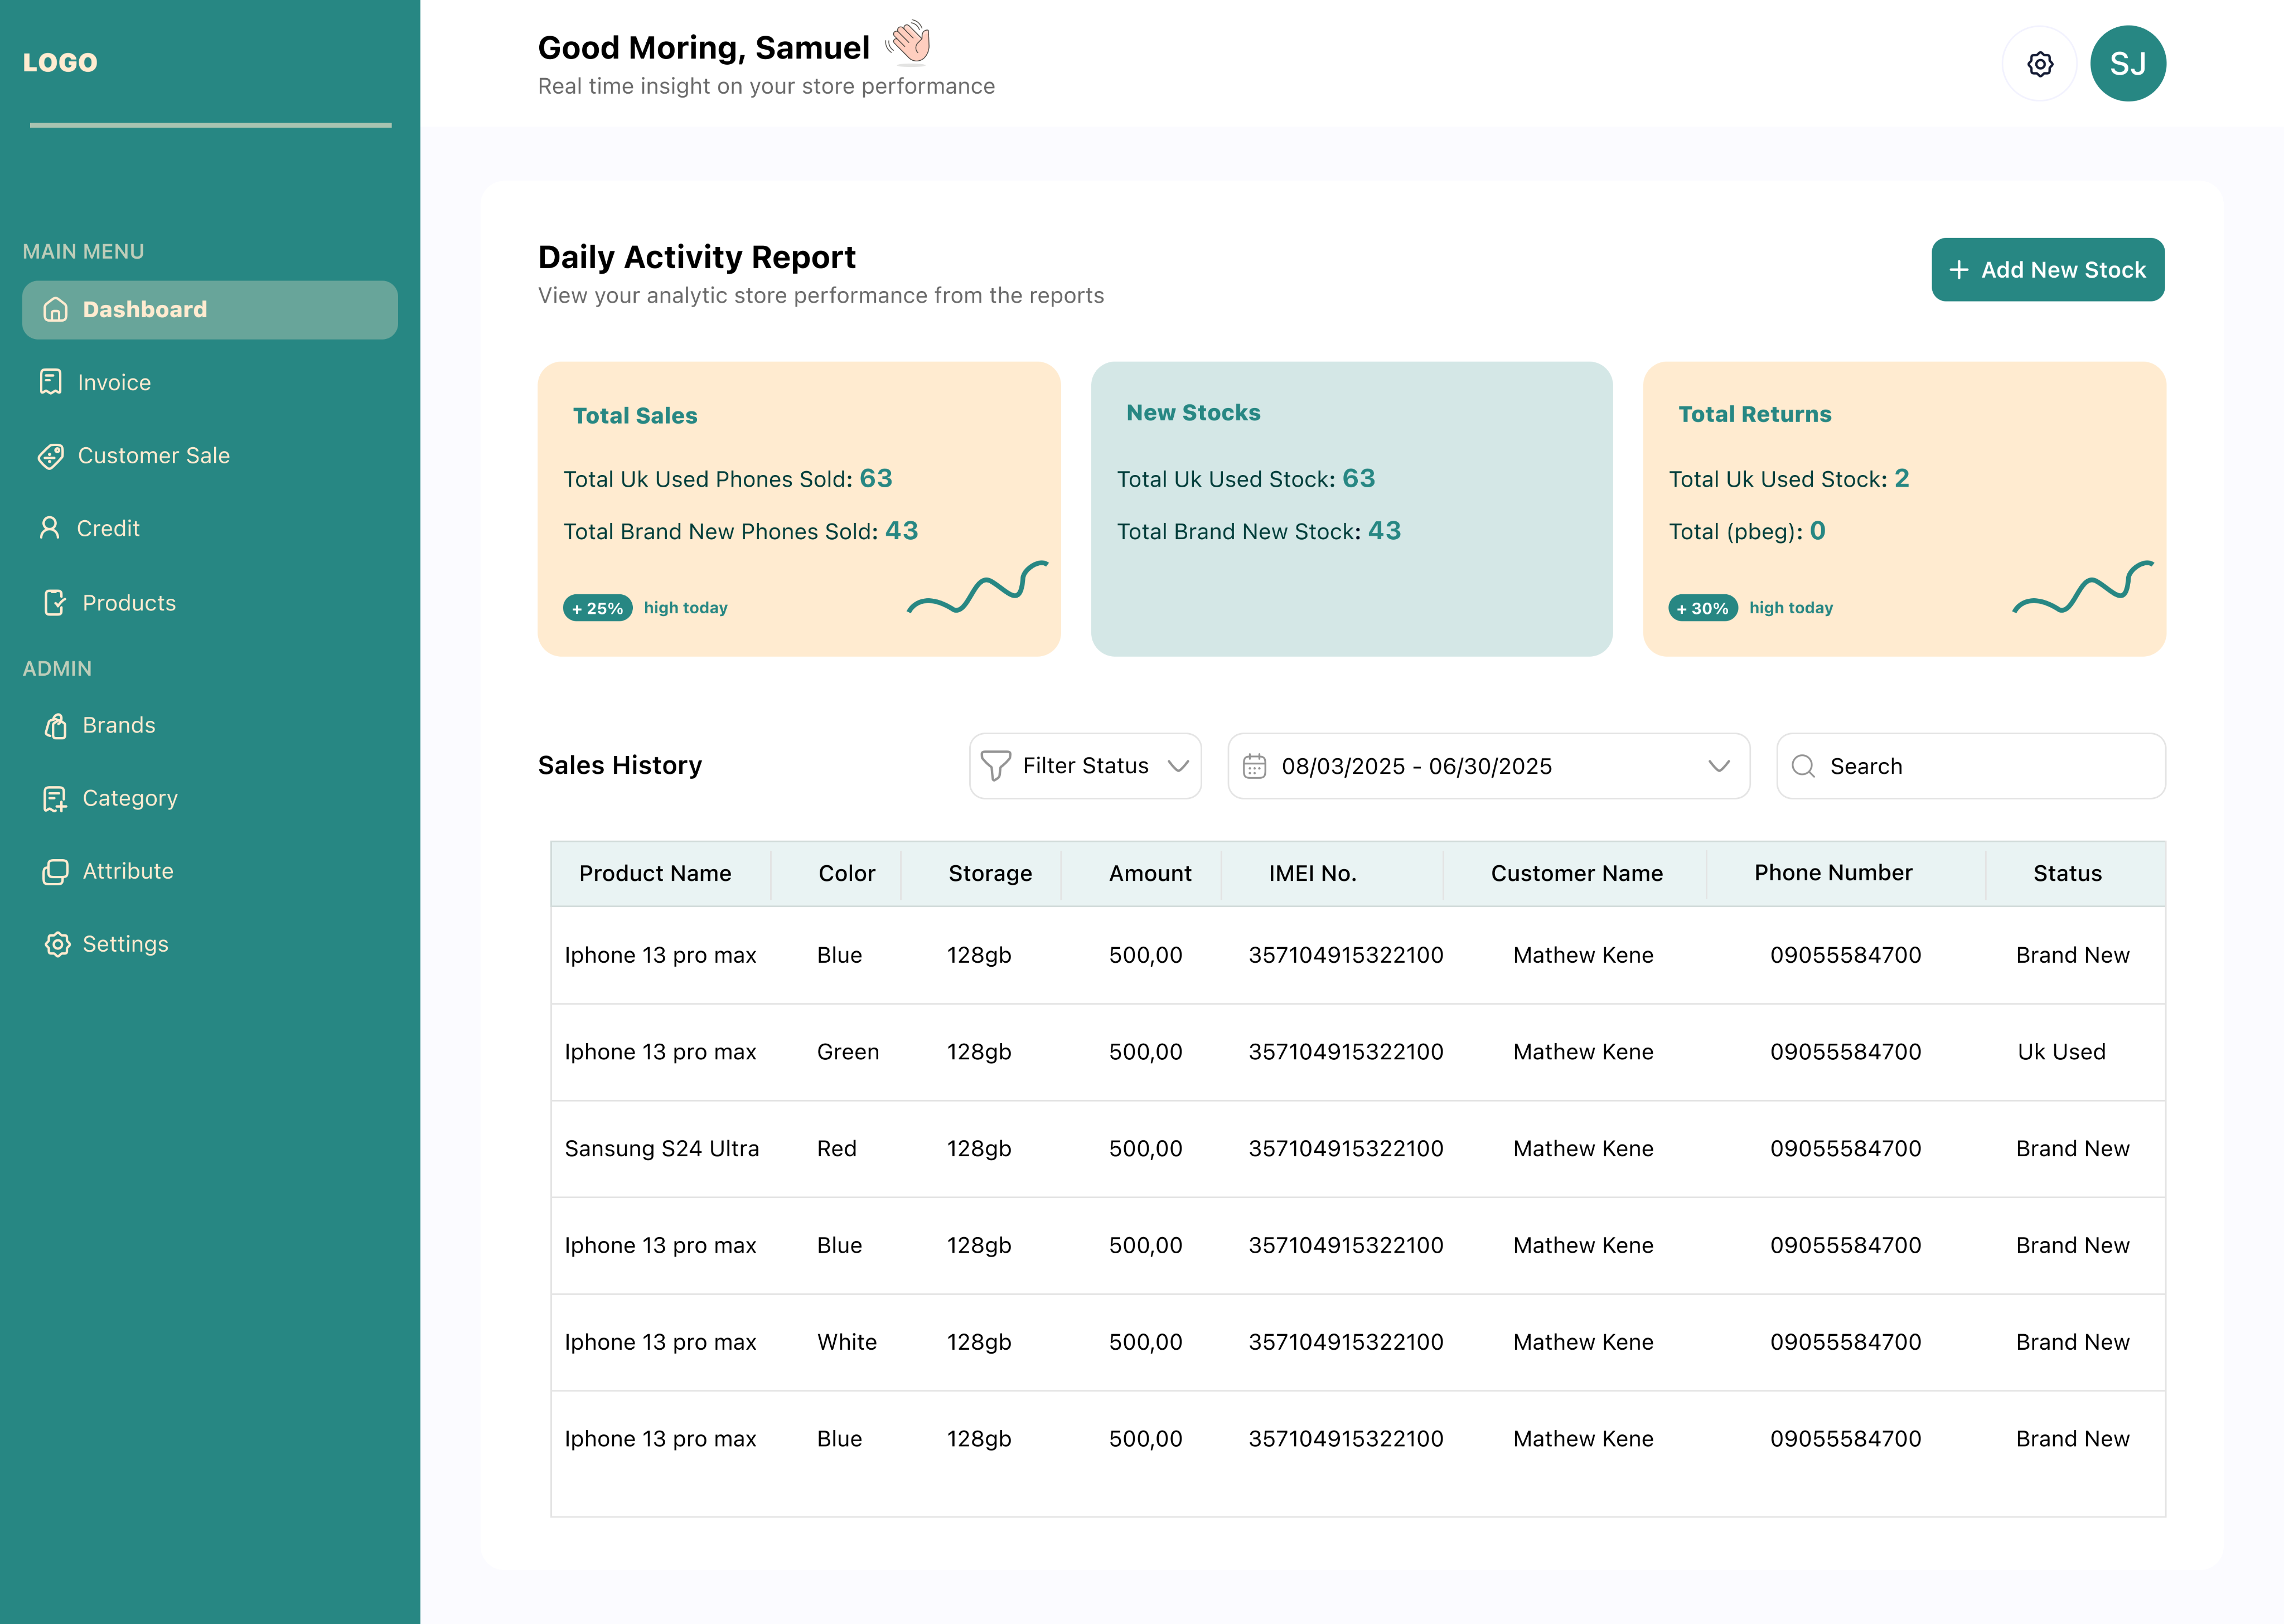 LOGO
MAIN MENU
Dashboard
Invoice
Customer Sale
Credit
Products
ADMIN
Brands
Category
Attribute
Settings
Good Moring, Samuel
Real time insight on your store performance
SJ
Daily Activity Report
View your analytic store performance from the reports
+ Add New Stock
Total Sales
Total Uk Used Phones Sold: 63
Total Brand New Phones Sold: 43
+ 25% high today
New Stocks
Total Uk Used Stock: 63
Total Brand New Stock: 43
Total Returns
Total Uk Used Stock: 2
Total (pbeg): 0
+ 30% high today
Sales History
Filter Status
08/03/2025 - 06/30/2025
Search
Product Name Color Storage Amount IMEI No. Customer Name Phone Number Status
Iphone 13 pro max Blue 128gb 500,00 357104915322100 Mathew Kene 09055584700 Brand New
Iphone 13 pro max Green 128gb 500,00 357104915322100 Mathew Kene 09055584700 Uk Used
Sansung S24 Ultra Red 128gb 500,00 357104915322100 Mathew Kene 09055584700 Brand New
Iphone 13 pro max Blue 128gb 500,00 357104915322100 Mathew Kene 09055584700 Brand New
Iphone 13 pro max White 128gb 500,00 357104915322100 Mathew Kene 09055584700 Brand New
Iphone 13 pro max Blue 128gb 500,00 357104915322100 Mathew Kene 09055584700 Brand New